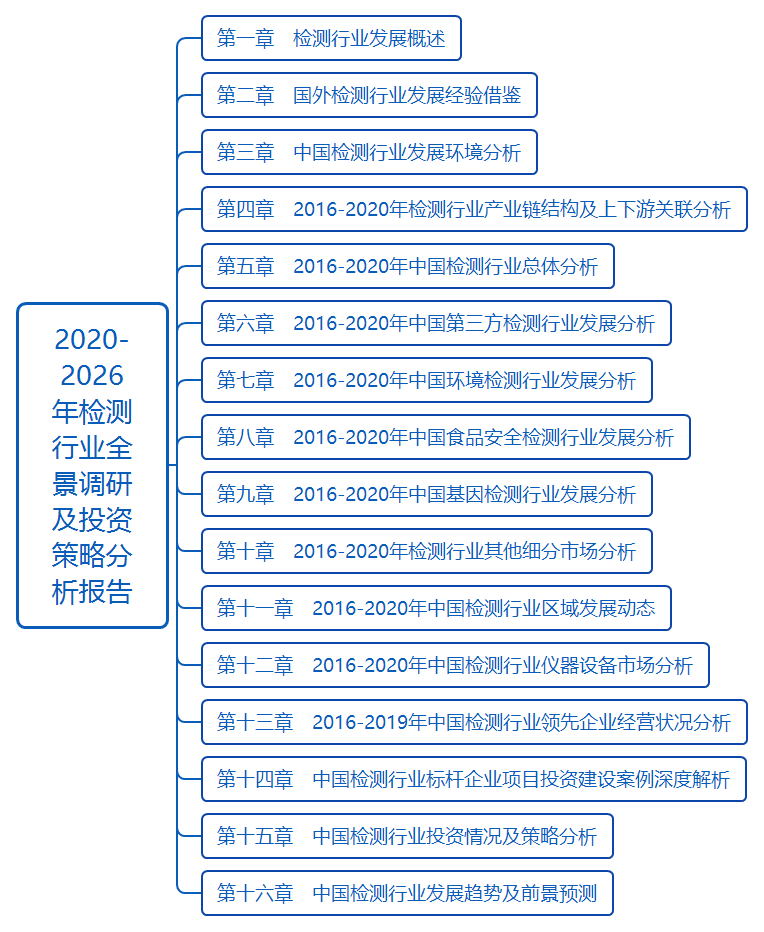 2020-
2026
年检测
行业全
景调研
及投资
策略分
析报告
第一章　检测行业发展概述
第二章　国外检测行业发展经验借鉴
第三章　中国检测行业发展环境分析
第四章　2016-2020年检测行业产业链结构及上下游关联分析
第五章　2016-2020年中国检测行业总体分析
第六章　2016-2020年中国第三方检测行业发展分析
第七章　2016-2020年中国环境检测行业发展分析
第八章　2016-2020年中国食品安全检测行业发展分析
第九章　2016-2020年中国基因检测行业发展分析
第十章　2016-2020年检测行业其他细分市场分析
第十一章　2016-2020年中国检测行业区域发展动态
第十二章　2016-2020年中国检测行业仪器设备市场分析
第十三章　2016-2019年中国检测行业领先企业经营状况分析
第十四章　中国检测行业标杆企业项目投资建设案例深度解析
第十五章　中国检测行业投资情况及策略分析
第十六章　中国检测行业发展趋势及前景预测